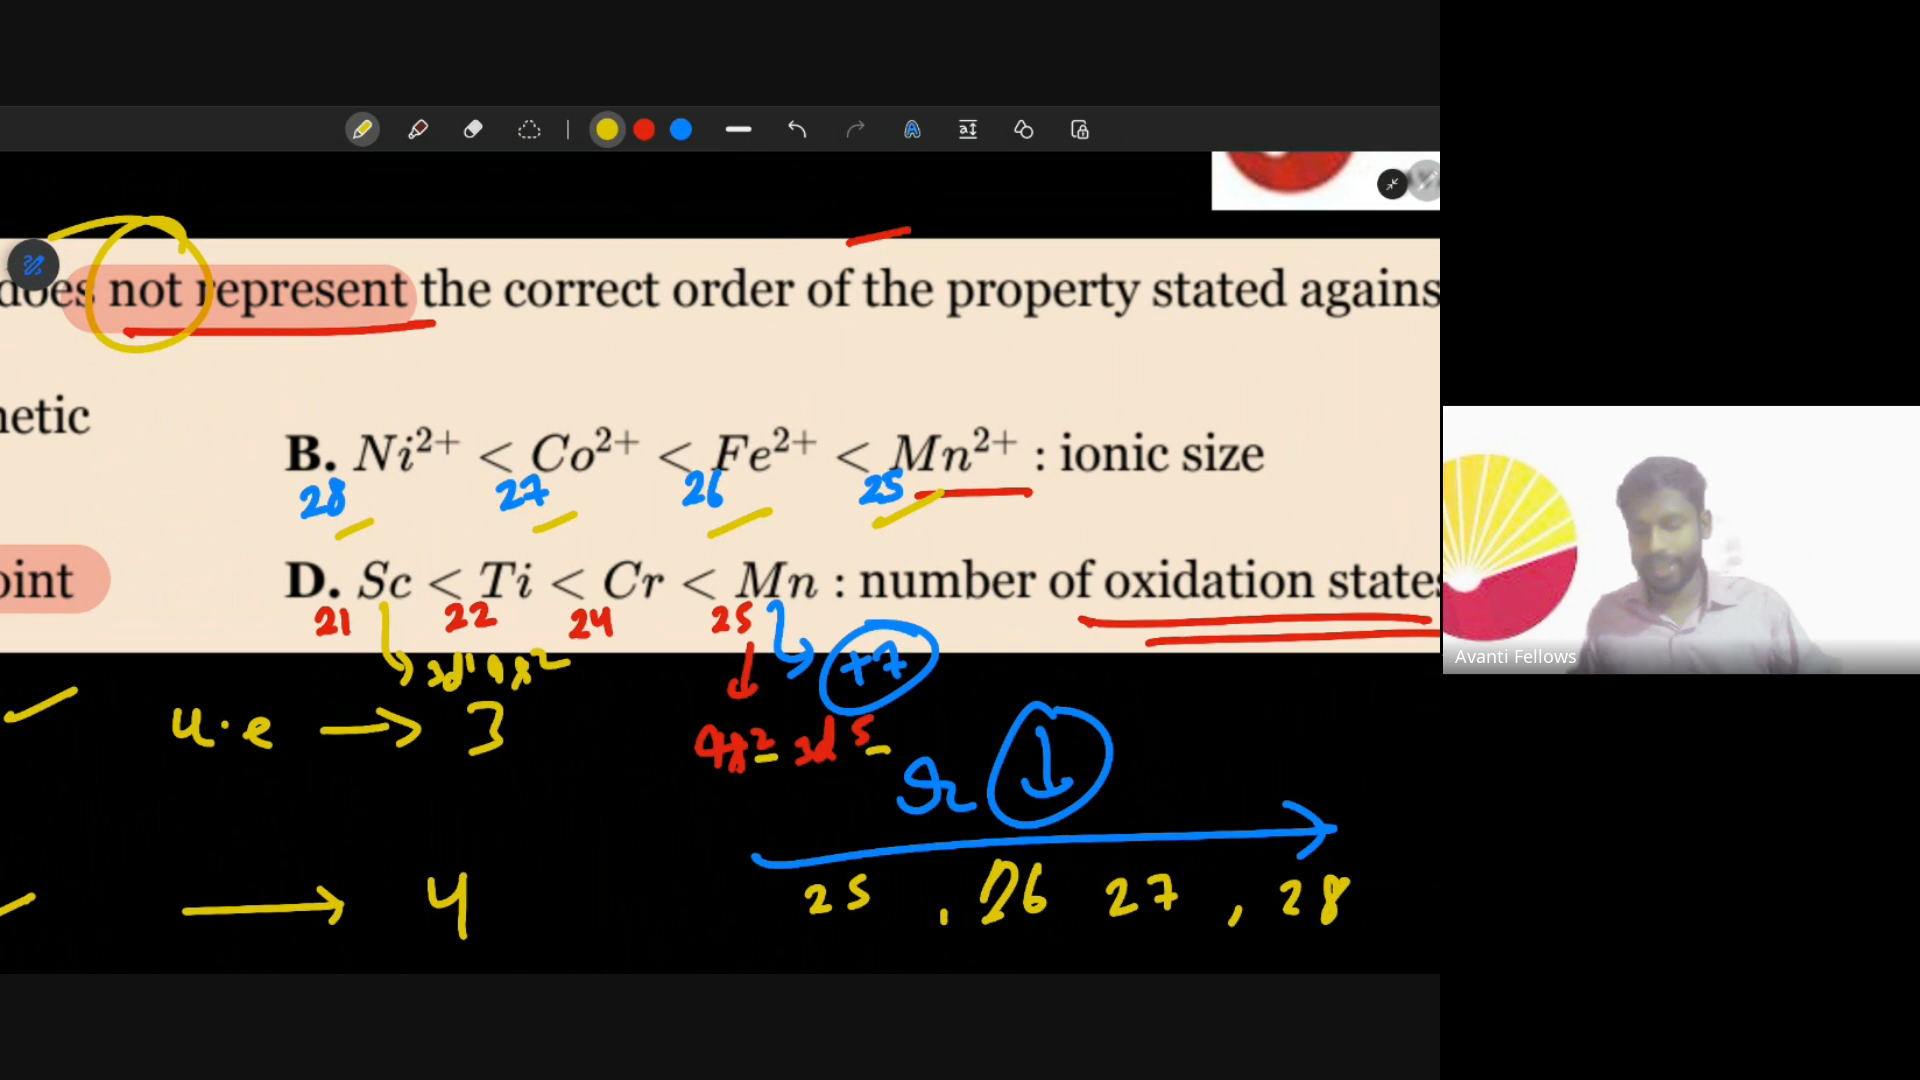 does not represent the correct order of the property stated agains
netic
B. Ni²⁺ < Co²⁺ < Fe²⁺ < Mn²⁺ : ionic size
28 27 26 25
oint
D. Sc < Ti < Cr < Mn : number of oxidation states
21 22 24 25
3d¹ 4s² +7
u.e → 3
4s² 3d⁵
r ↓
→ 4
25 , 26 27 , 28
Avanti Fellows